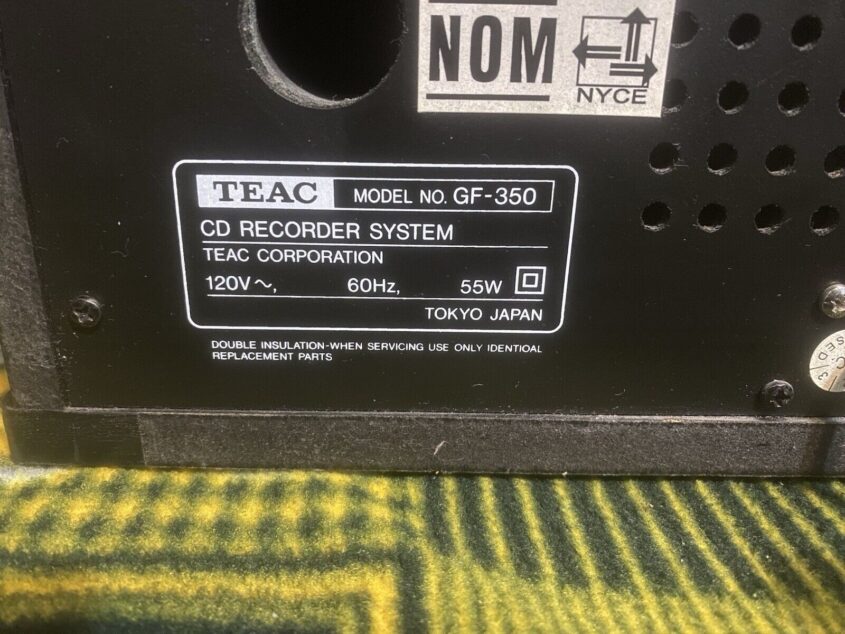 NOM
NYCE
TEAC MODEL NO. GF-350
CD RECORDER SYSTEM
TEAC CORPORATION
120V ~, 60Hz, 55W
TOKYO JAPAN
DOUBLE INSULATION-WHEN SERVICING USE ONLY IDENTIOAL
REPLACEMENT PARTS